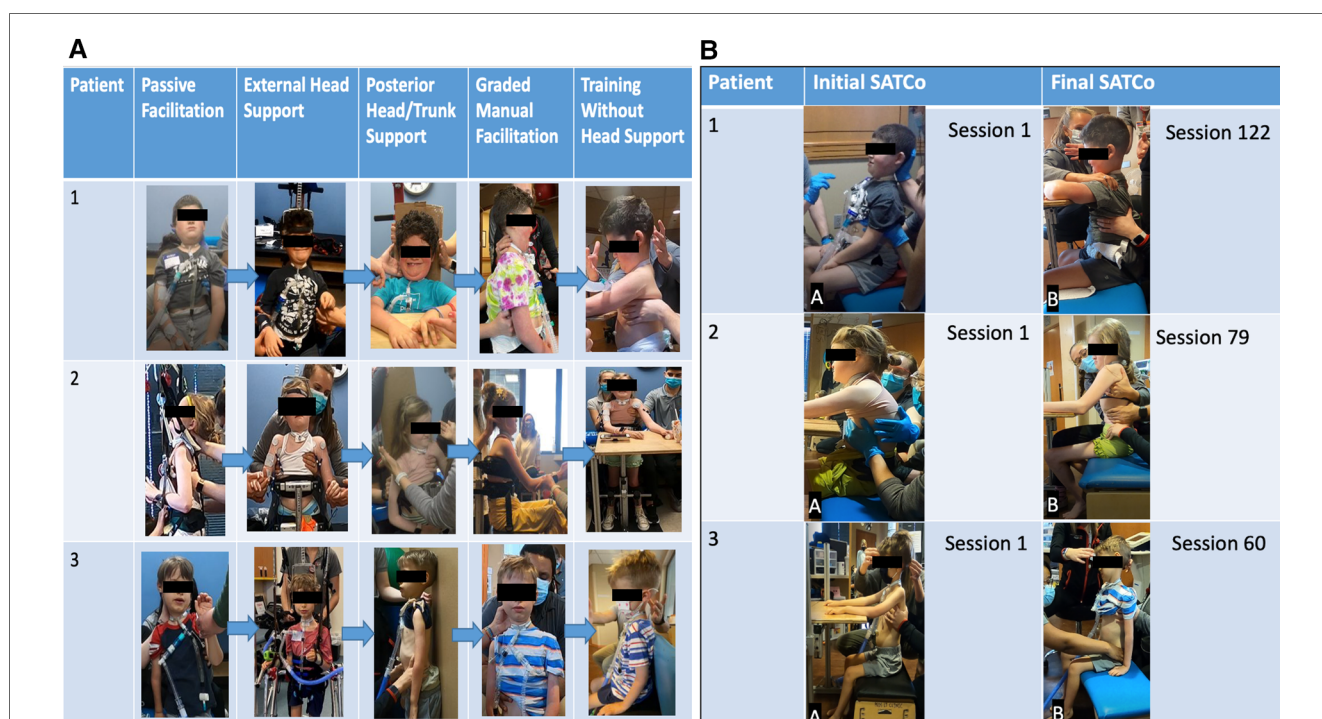 A
Patient
Passive
Facilitation
External Head
Support
Posterior
Head/Trunk
Support
Graded
Manual
Facilitation
Training
Without
Head Support
1
2
3
B
Patient
Initial SATCo
Final SATCo
1
Session 1
Session 122
A
B
2
Session 1
Session 79
A
B
3
Session 1
Session 60
A
B